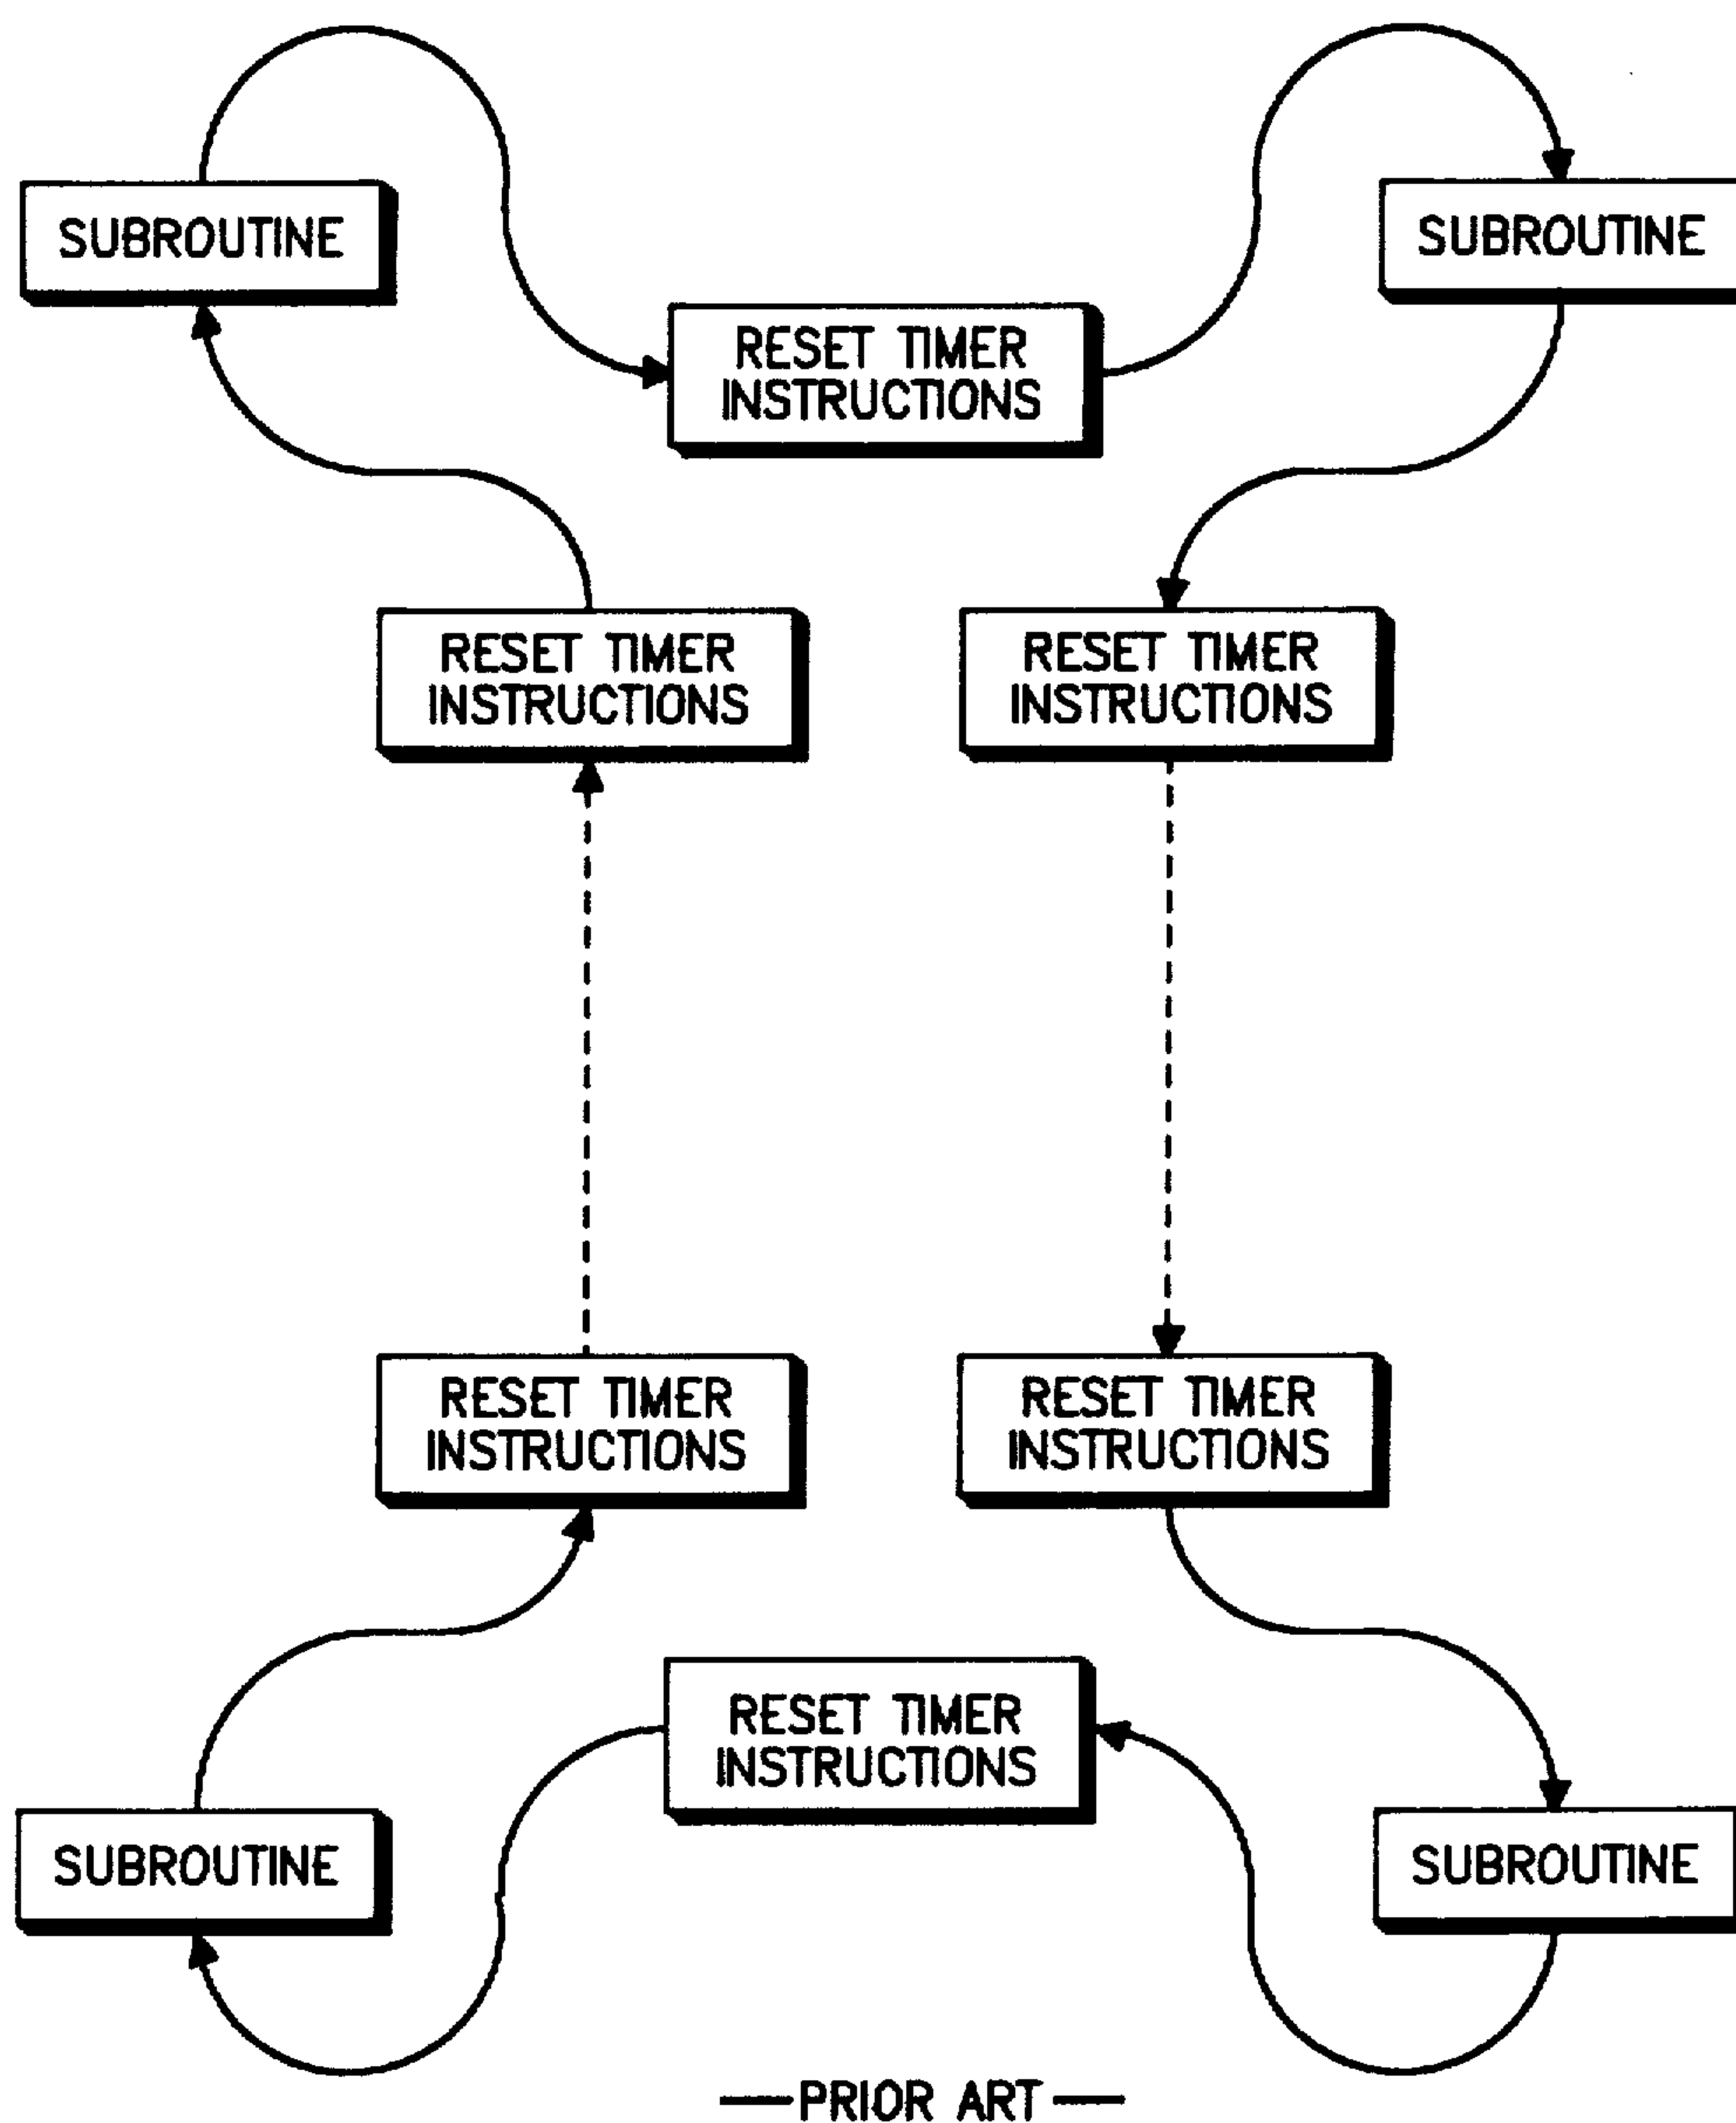 SUBROUTINE
SUBROUTINE
RESET TIMER
INSTRUCTIONS
RESET TIMER
INSTRUCTIONS
RESET TIMER
INSTRUCTIONS
RESET TIMER
INSTRUCTIONS
RESET TIMER
INSTRUCTIONS
RESET TIMER
INSTRUCTIONS
SUBROUTINE
SUBROUTINE
—PRIOR ART—